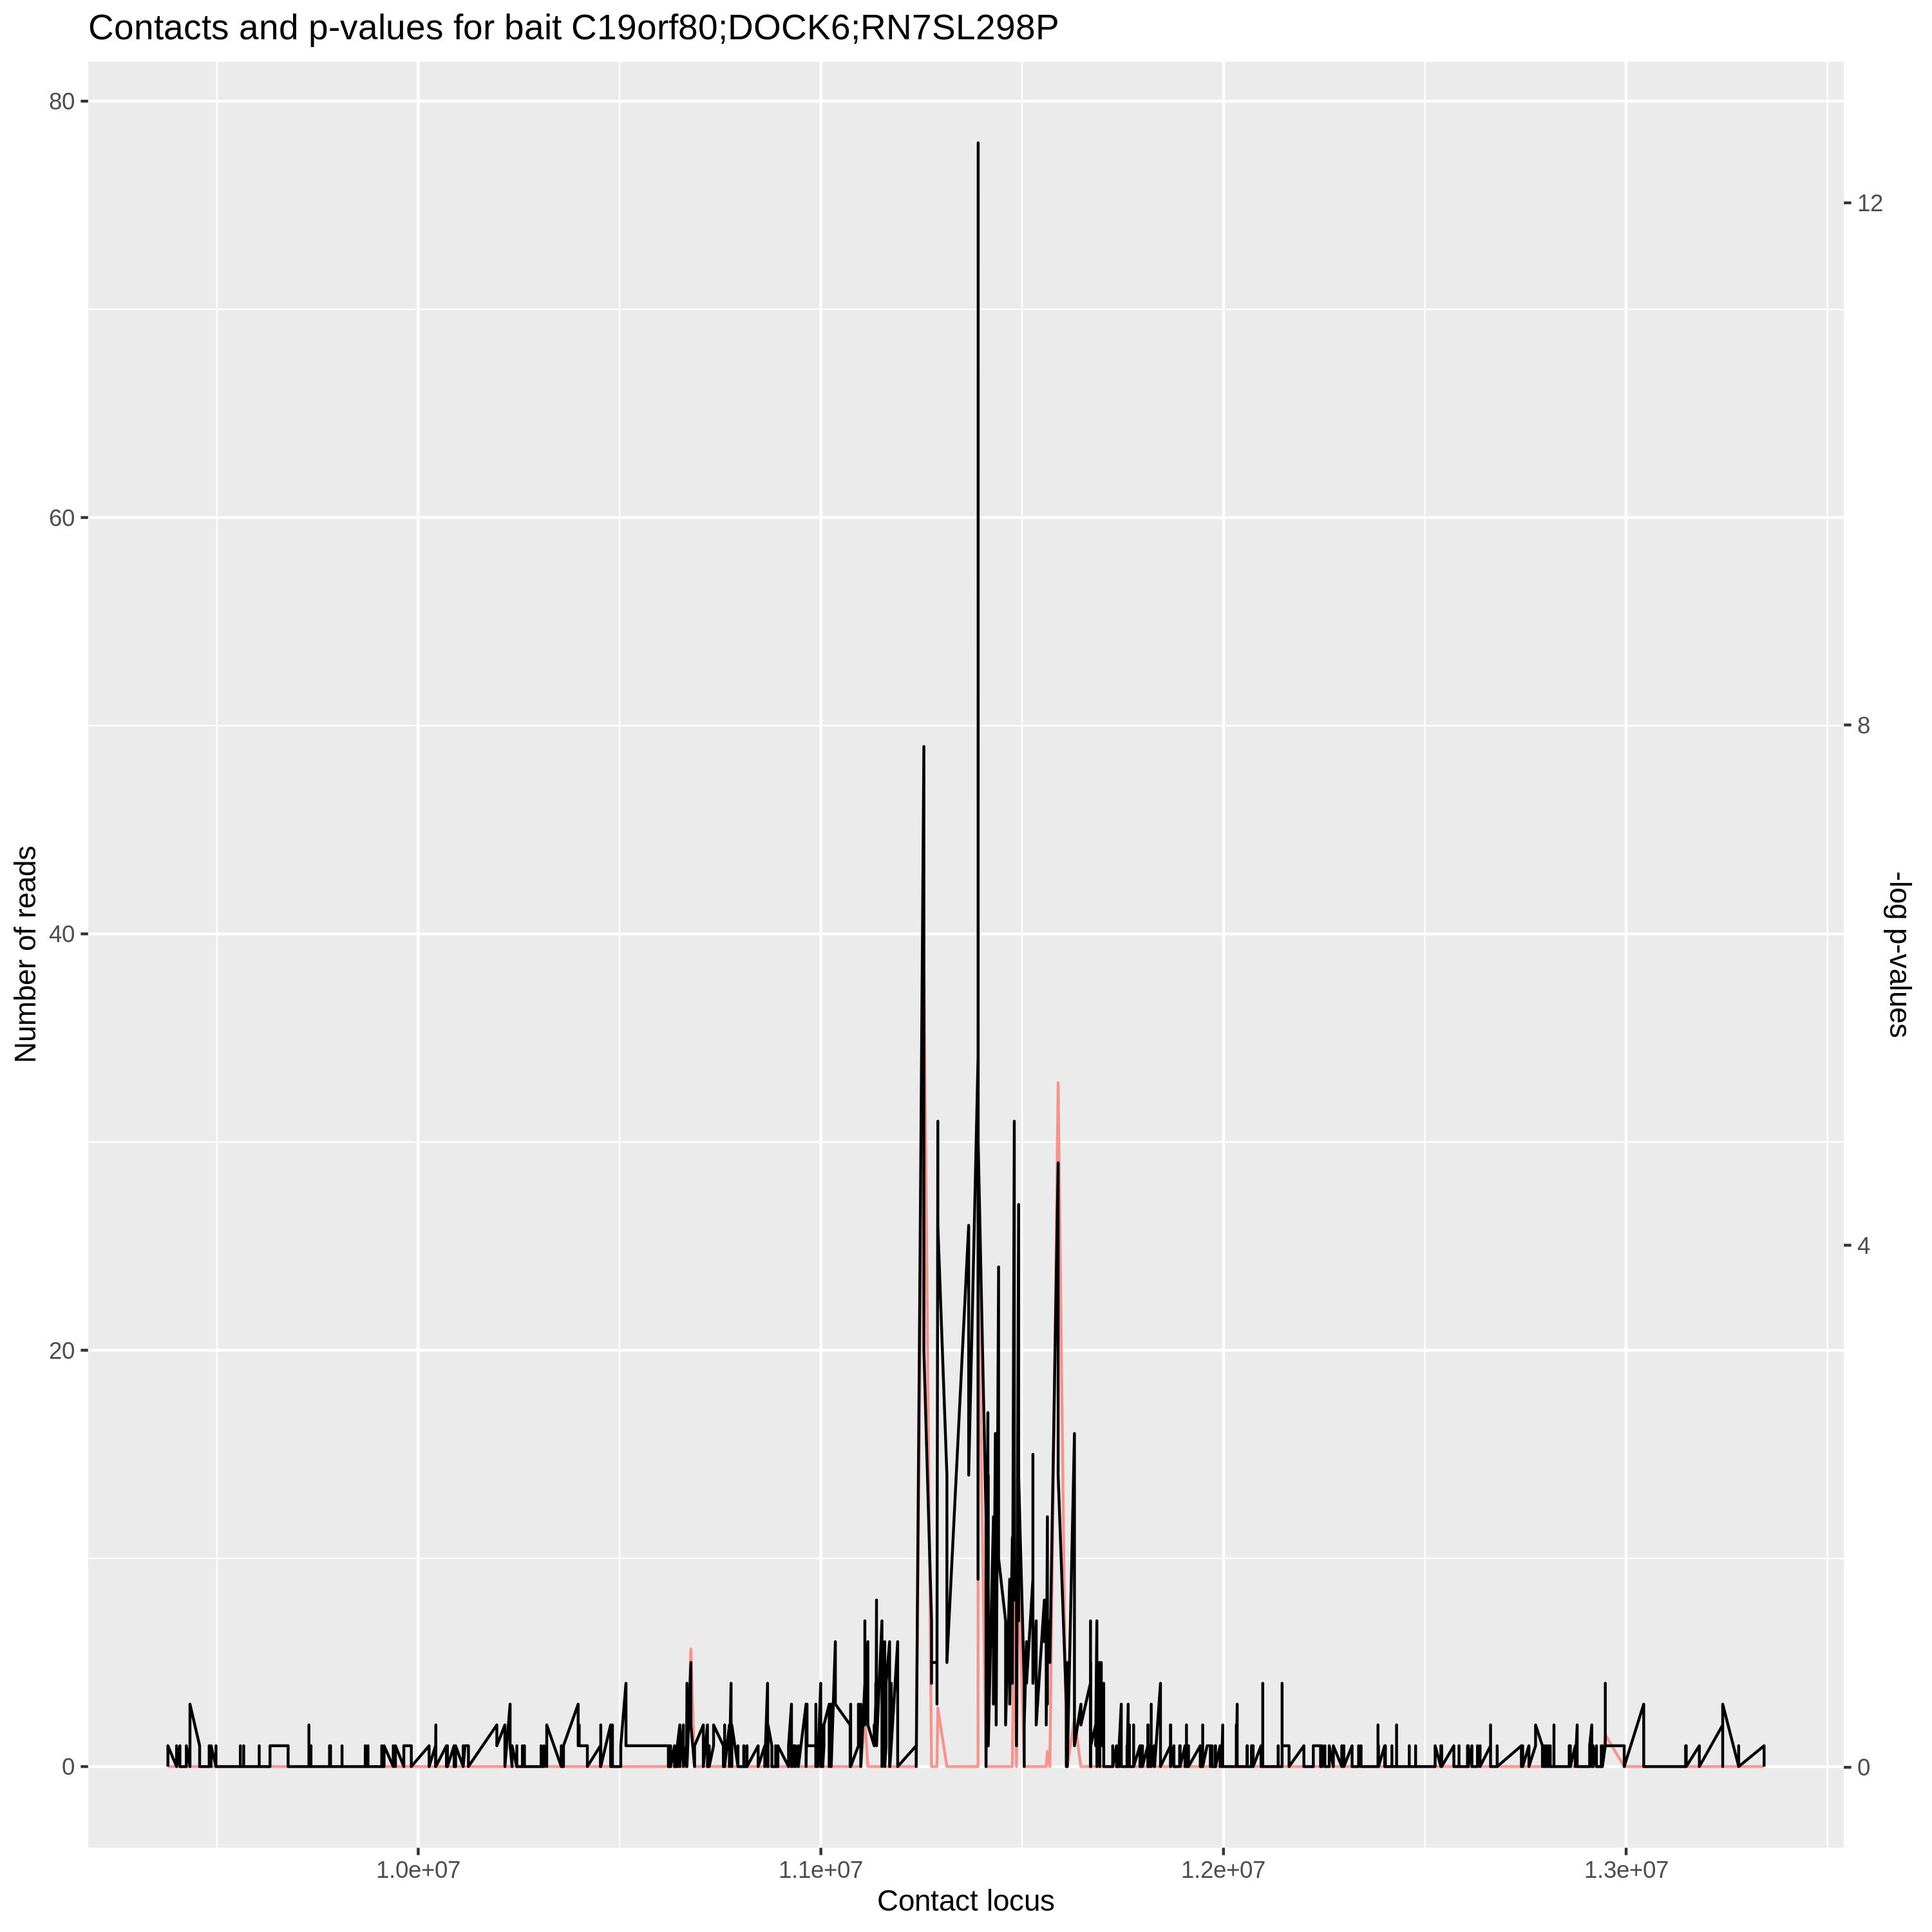 Contacts and p-values for bait C19orf80;DOCK6;RN7SL298P
80
60
40
20
0
Number of reads
12
8
4
0
-log p-values
1.0e+07 1.1e+07 1.2e+07 1.3e+07
Contact locus